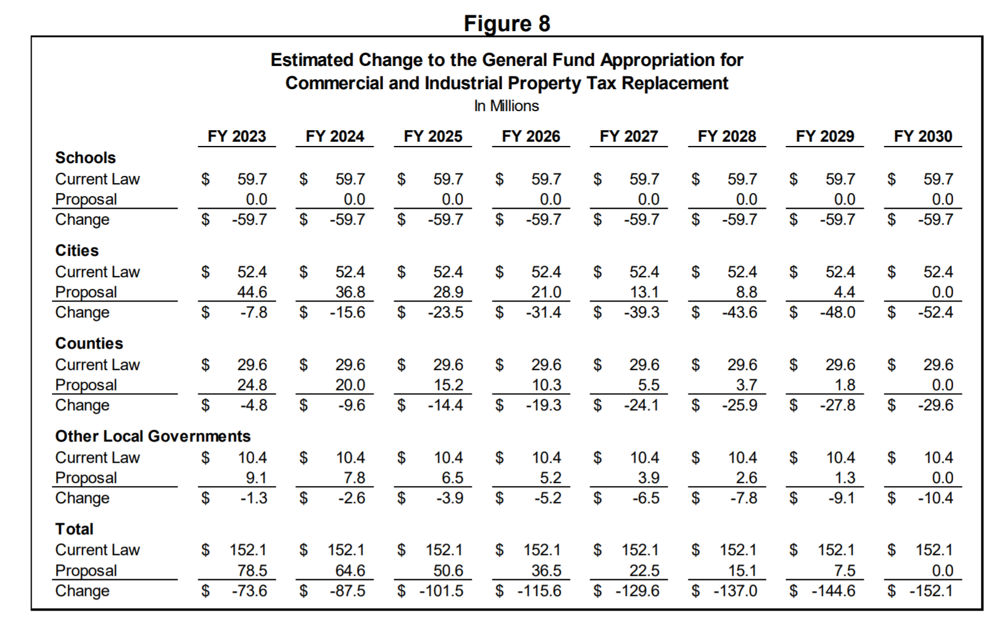 Figure 8
Estimated Change to the General Fund Appropriation for
Commercial and Industrial Property Tax Replacement
In Millions
FY 2023 FY 2024 FY 2025 FY 2026 FY 2027 FY 2028 FY 2029 FY 2030
Schools
Current Law $ 59.7 $ 59.7 $ 59.7 $ 59.7 $ 59.7 $ 59.7 $ 59.7 $ 59.7
Proposal 0.0 0.0 0.0 0.0 0.0 0.0 0.0 0.0
Change $ -59.7 $ -59.7 $ -59.7 $ -59.7 $ -59.7 $ -59.7 $ -59.7 $ -59.7
Cities
Current Law $ 52.4 $ 52.4 $ 52.4 $ 52.4 $ 52.4 $ 52.4 $ 52.4 $ 52.4
Proposal 44.6 36.8 28.9 21.0 13.1 8.8 4.4 0.0
Change $ -7.8 $ -15.6 $ -23.5 $ -31.4 $ -39.3 $ -43.6 $ -48.0 $ -52.4
Counties
Current Law $ 29.6 $ 29.6 $ 29.6 $ 29.6 $ 29.6 $ 29.6 $ 29.6 $ 29.6
Proposal 24.8 20.0 15.2 10.3 5.5 3.7 1.8 0.0
Change $ -4.8 $ -9.6 $ -14.4 $ -19.3 $ -24.1 $ -25.9 $ -27.8 $ -29.6
Other Local Governments
Current Law $ 10.4 $ 10.4 $ 10.4 $ 10.4 $ 10.4 $ 10.4 $ 10.4 $ 10.4
Proposal 9.1 7.8 6.5 5.2 3.9 2.6 1.3 0.0
Change $ -1.3 $ -2.6 $ -3.9 $ -5.2 $ -6.5 $ -7.8 $ -9.1 $ -10.4
Total
Current Law $ 152.1 $ 152.1 $ 152.1 $ 152.1 $ 152.1 $ 152.1 $ 152.1 $ 152.1
Proposal 78.5 64.6 50.6 36.5 22.5 15.1 7.5 0.0
Change $ -73.6 $ -87.5 $ -101.5 $ -115.6 $ -129.6 $ -137.0 $ -144.6 $ -152.1